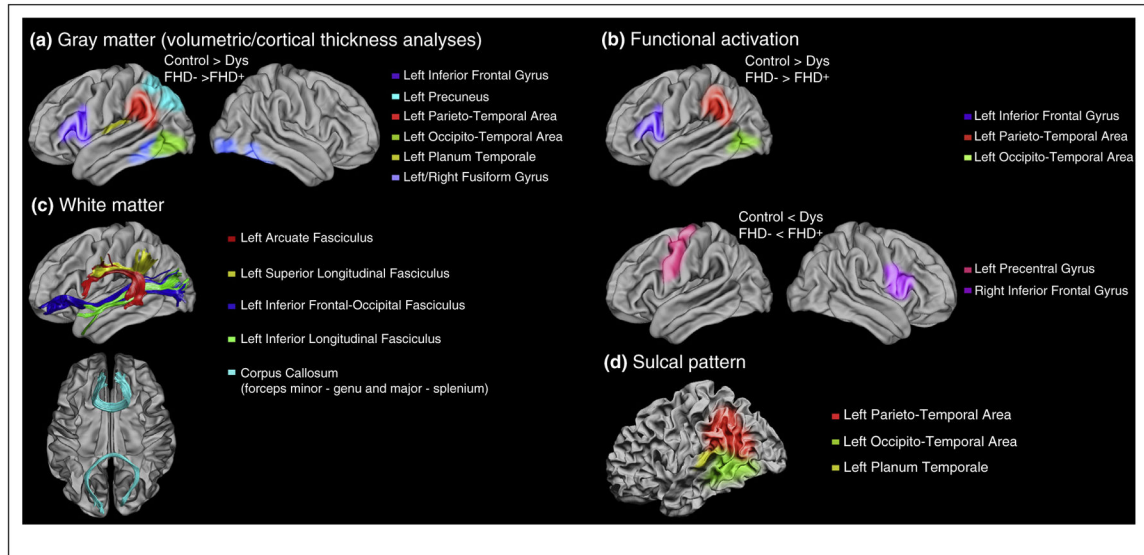 (a) Gray matter (volumetric/cortical thickness analyses)
Control > Dys
FHD- >FHD+
Left Inferior Frontal Gyrus
Left Precuneus
Left Parieto-Temporal Area
Left Occipito-Temporal Area
Left Planum Temporale
Left/Right Fusiform Gyrus
(b) Functional activation
Control > Dys
FHD- > FHD+
Left Inferior Frontal Gyrus
Left Parieto-Temporal Area
Left Occipito-Temporal Area
Control < Dys
FHD- < FHD+
Left Precentral Gyrus
Right Inferior Frontal Gyrus
(c) White matter
Left Arcuate Fasciculus
Left Superior Longitudinal Fasciculus
Left Inferior Frontal-Occipital Fasciculus
Left Inferior Longitudinal Fasciculus
Corpus Callosum
(forceps minor - genu and major - splenium)
(d) Sulcal pattern
Left Parieto-Temporal Area
Left Occipito-Temporal Area
Left Planum Temporale